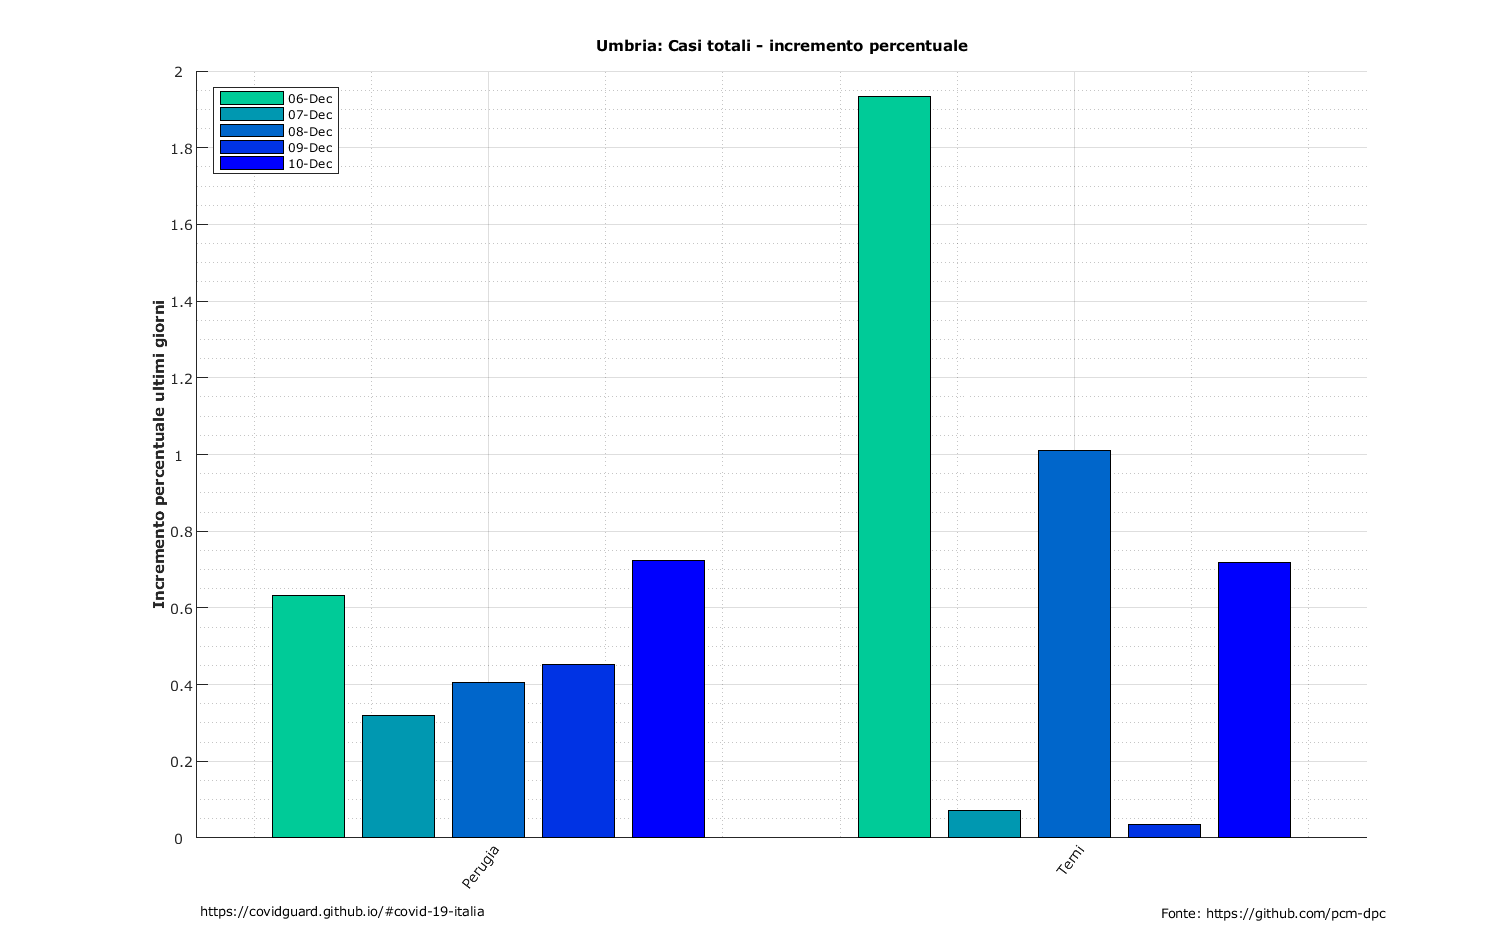 Umbria: Casi totali - incremento percentuale
06-Dec
07-Dec
08-Dec
09-Dec
10-Dec
Incremento percentuale ultimi giorni
2
1.8
1.6
1.4
1.2
1
0.8
0.6
0.4
0.2
0
Perugia
Terni
https://covidguard.github.io/#covid-19-italia
Fonte: https://github.com/pcm-dpc